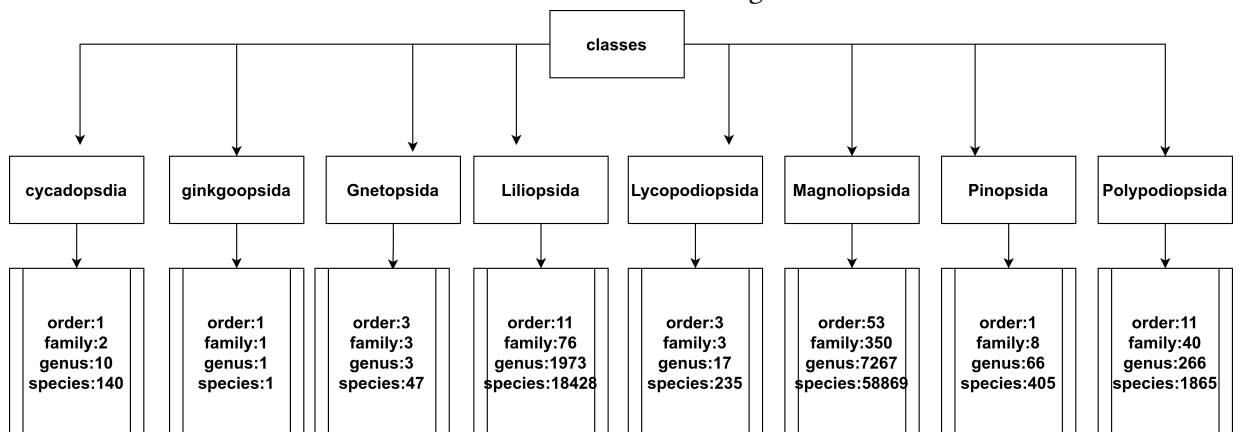 classes
cycadopsdia
ginkgoopsida
Gnetopsida
Liliopsida
Lycopodiopsida
Magnoliopsida
Pinopsida
Polypodiopsida
order:1
family:2
genus:10
species:140
order:1
family:1
genus:1
species:1
order:3
family:3
genus:3
species:47
order:11
family:76
genus:1973
species:18428
order:3
family:3
genus:17
species:235
order:53
family:350
genus:7267
species:58869
order:1
family:8
genus:66
species:405
order:11
family:40
genus:266
species:1865